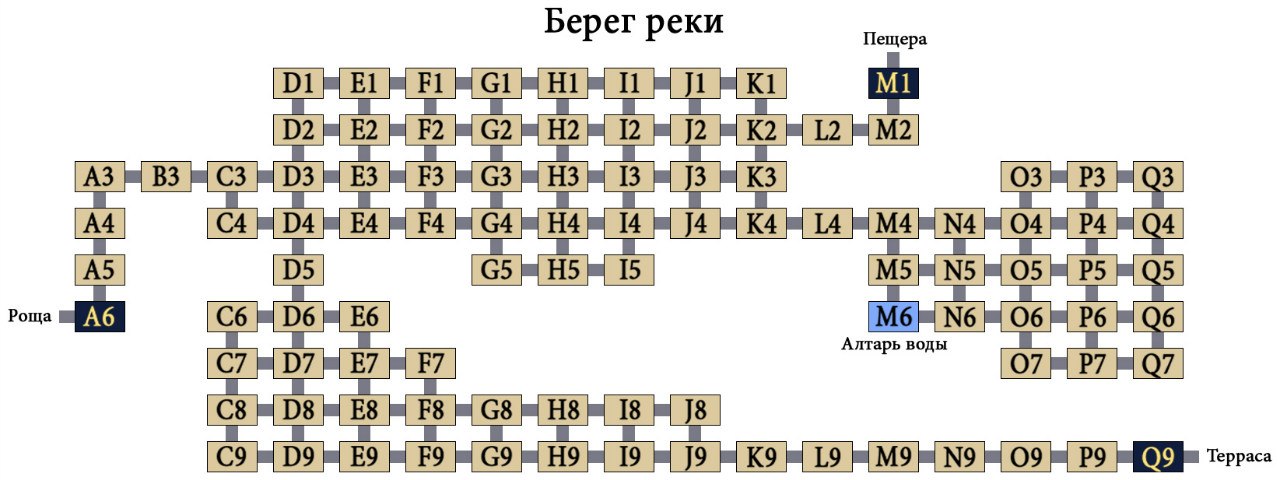 Берег реки
Пещера
D1 E1 F1 G1 H1 I1 J1 K1 M1
D2 E2 F2 G2 H2 I2 J2 K2 L2 M2
A3 B3 C3 D3 E3 F3 G3 H3 I3 J3 K3 O3 P3 Q3
A4 C4 D4 E4 F4 G4 H4 I4 J4 K4 L4 M4 N4 O4 P4 Q4
A5 D5 G5 H5 I5 M5 N5 O5 P5 Q5
Роща A6 C6 D6 E6 M6 N6 O6 P6 Q6
Алтарь воды
C7 D7 E7 F7 O7 P7 Q7
C8 D8 E8 F8 G8 H8 I8 J8
C9 D9 E9 F9 G9 H9 I9 J9 K9 L9 M9 N9 O9 P9 Q9 Терраса